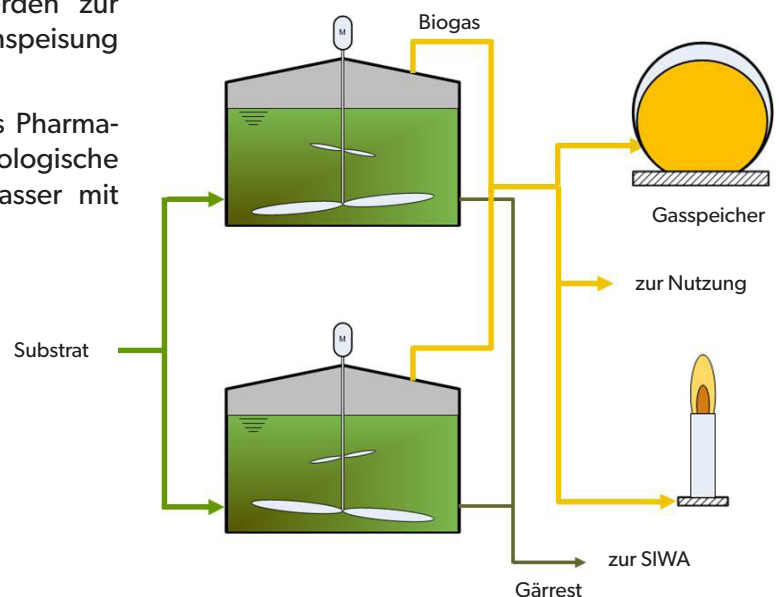 rden zur
nspeisung
s Pharma-
ologische
asser mit
Biogas
M
Gasspeicher
zur Nutzung
Substrat
M
zur SIWA
Gärrest